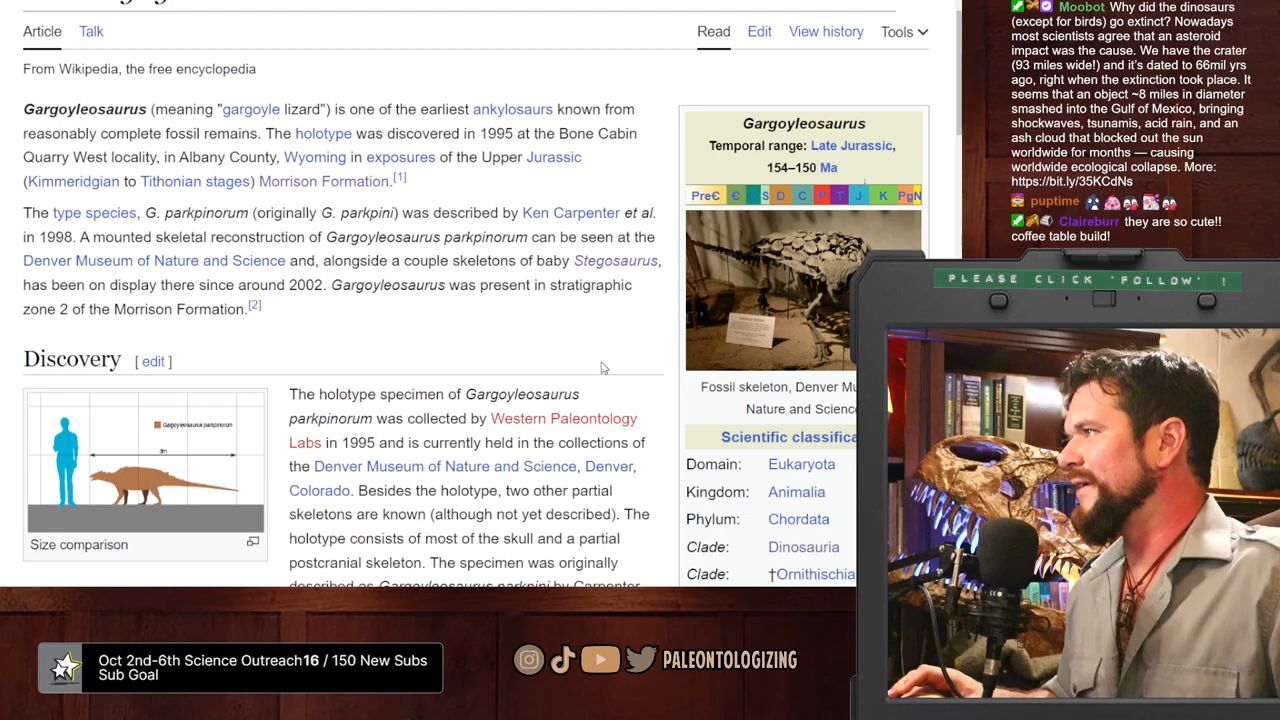 Article
Talk
Read
Edit
View history
Tools
From Wikipedia, the free encyclopedia
Gargoyleosaurus (meaning "gargoyle lizard") is one of the earliest ankylosaurs known from
reasonably complete fossil remains. The holotype was discovered in 1995 at the Bone Cabin
Quarry West locality, in Albany County, Wyoming in exposures of the Upper Jurassic
(Kimmeridgian to Tithonian stages) Morrison Formation.[1]
The type species, G. parkpinorum (originally G. parkpini) was described by Ken Carpenter et al.
in 1998. A mounted skeletal reconstruction of Gargoyleosaurus parkpinorum can be seen at the
Denver Museum of Nature and Science and, alongside a couple skeletons of baby Stegosaurus,
has been on display there since around 2002. Gargoyleosaurus was present in stratigraphic
zone 2 of the Morrison Formation.[2]
Discovery [ edit ]
Gargoyleosaurus parkpinorum
3m
Size comparison
The holotype specimen of Gargoyleosaurus
parkpinorum was collected by Western Paleontology
Labs in 1995 and is currently held in the collections of
the Denver Museum of Nature and Science, Denver,
Colorado. Besides the holotype, two other partial
skeletons are known (although not yet described). The
holotype consists of most of the skull and a partial
postcranial skeleton. The specimen was originally
described as Gargoyleosaurus parkpini by Carpenter
Gargoyleosaurus
Temporal range: Late Jurassic,
154–150 Ma
PreꞒ Ꞓ O S D C P T J K Pg N
Fossil skeleton, Denver Mu
Nature and Science
Scientific classifica
Domain: Eukaryota
Kingdom: Animalia
Phylum: Chordata
Clade: Dinosauria
Clade: †Ornithischia
Moobot Why did the dinosaurs
(except for birds) go extinct? Nowadays
most scientists agree that an asteroid
impact was the cause. We have the crater
(93 miles wide!) and it's dated to 66mil yrs
ago, right when the extinction took place. It
seems that an object ~8 miles in diameter
smashed into the Gulf of Mexico, bringing
shockwaves, tsunamis, acid rain, and an
ash cloud that blocked out the sun
worldwide for months — causing
worldwide ecological collapse. More:
https://bit.ly/35KCdNs
puptime
Claireburr they are so cute!!
coffee table build!
PLEASE CLICK 'FOLLOW' !
Oct 2nd-6th Science Outreach16 / 150 New Subs
Sub Goal
PALEONTOLOGIZING